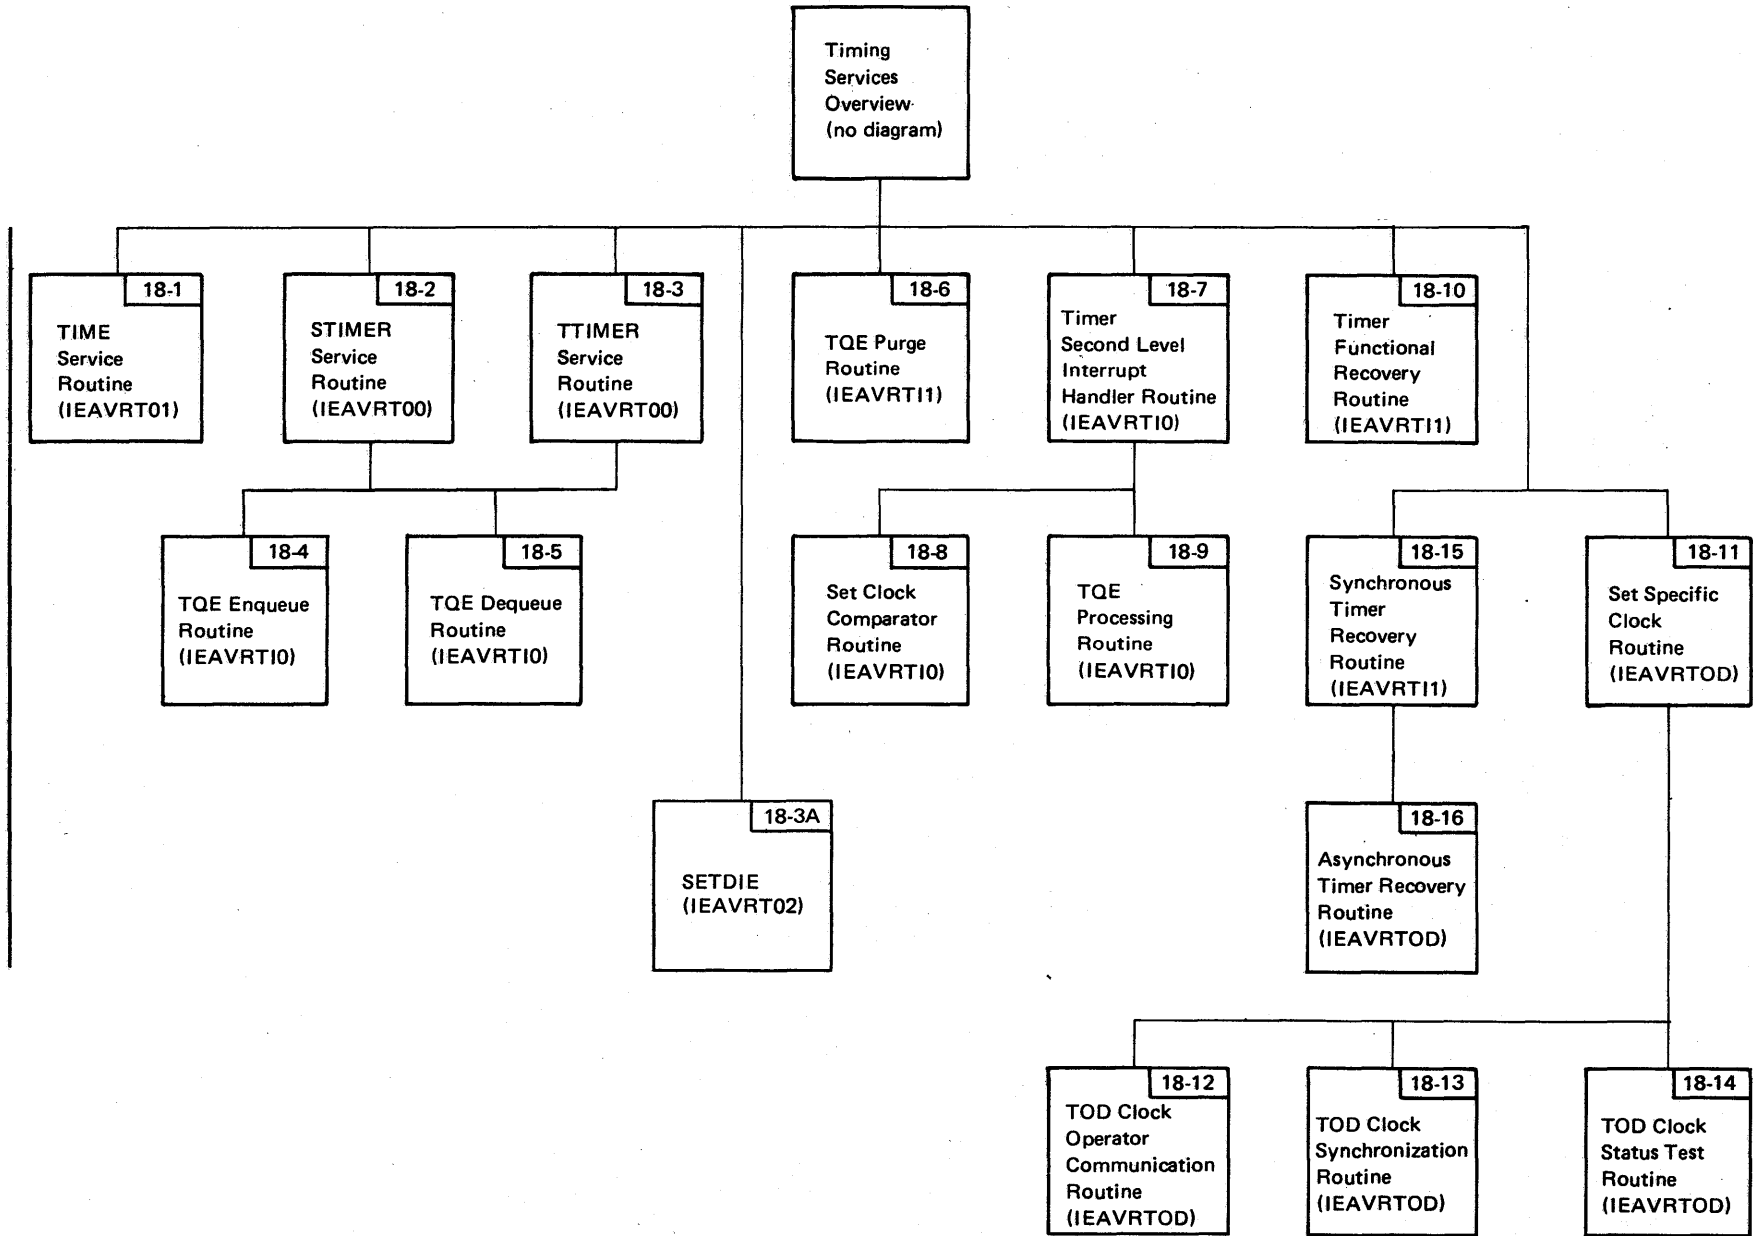 Timing
Services
Overview
(no diagram)
18-1
TIME
Service
Routine
(IEAVRT01)
18-2
STIMER
Service
Routine
(IEAVRT00)
18-3
TTIMER
Service
Routine
(IEAVRT00)
18-6
TQE Purge
Routine
(IEAVRTI1)
18-7
Timer
Second Level
Interrupt
Handler Routine
(IEAVRTI0)
18-10
Timer
Functional
Recovery
Routine
(IEAVRTI1)
18-4
TQE Enqueue
Routine
(IEAVRTI0)
18-5
TQE Dequeue
Routine
(IEAVRTI0)
18-8
Set Clock
Comparator
Routine
(IEAVRTI0)
18-9
TQE
Processing
Routine
(IEAVRTI0)
18-15
Synchronous
Timer
Recovery
Routine
(IEAVRTI1)
18-11
Set Specific
Clock
Routine
(IEAVRTOD)
18-3A
SETDIE
(IEAVRT02)
18-16
Asynchronous
Timer Recovery
Routine
(IEAVRTOD)
18-12
TOD Clock
Operator
Communication
Routine
(IEAVRTOD)
18-13
TOD Clock
Synchronization
Routine
(IEAVRTOD)
18-14
TOD Clock
Status Test
Routine
(IEAVRTOD)